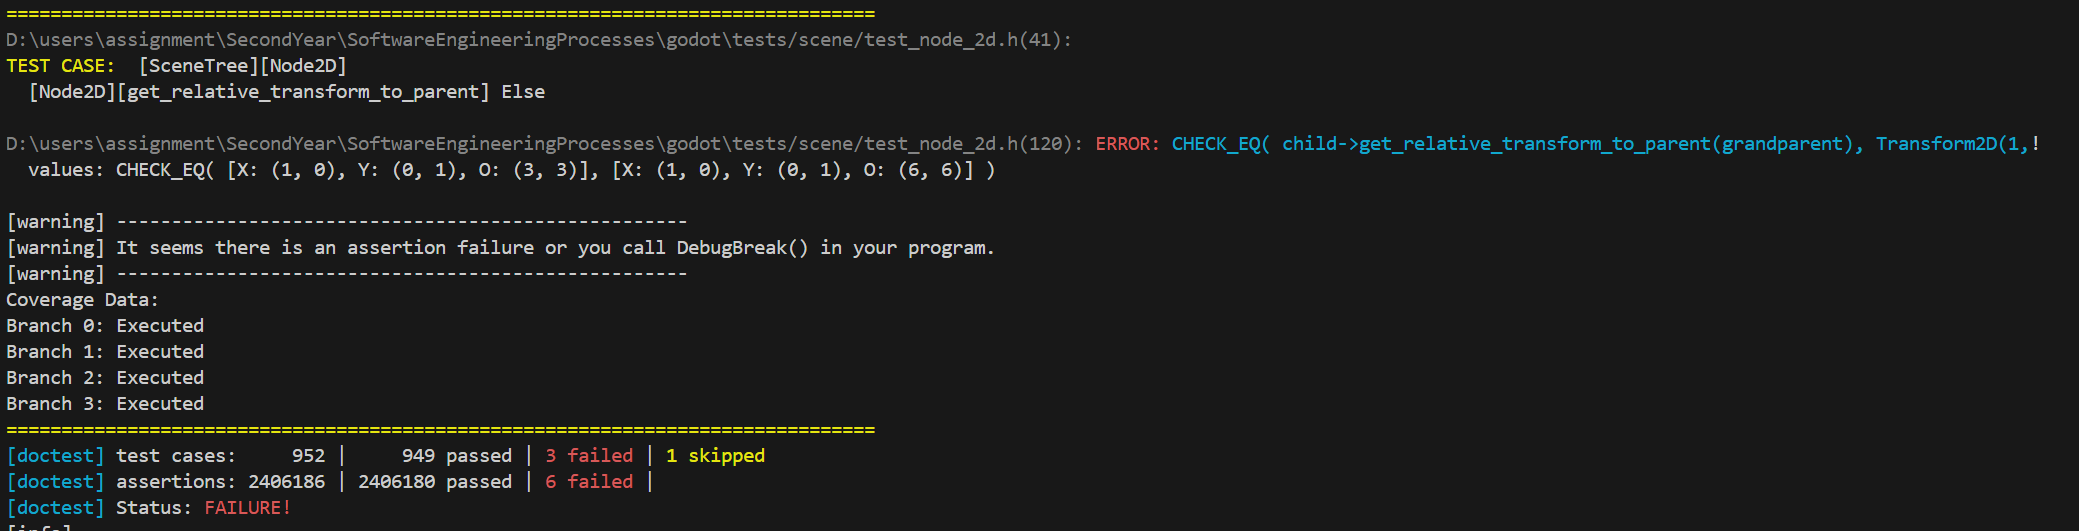 ===============================================================================
D:\users\assignment\SecondYear\SoftwareEngineeringProcesses\godot\tests/scene/test_node_2d.h(41):
TEST CASE:  [SceneTree][Node2D]
  [Node2D][get_relative_transform_to_parent] Else
D:\users\assignment\SecondYear\SoftwareEngineeringProcesses\godot\tests/scene/test_node_2d.h(120): ERROR: CHECK_EQ( child->get_relative_transform_to_parent(grandparent), Transform2D(1,!
  values: CHECK_EQ( [X: (1, 0), Y: (0, 1), O: (3, 3)], [X: (1, 0), Y: (0, 1), O: (6, 6)] )
[warning] ----------------------------------------------------
[warning] It seems there is an assertion failure or you call DebugBreak() in your program.
[warning] ----------------------------------------------------
Coverage Data:
Branch 0: Executed
Branch 1: Executed
Branch 2: Executed
Branch 3: Executed
===============================================================================
[doctest] test cases:     952 |     949 passed | 3 failed | 1 skipped
[doctest] assertions: 2406186 | 2406180 passed | 6 failed |
[doctest] Status: FAILURE!